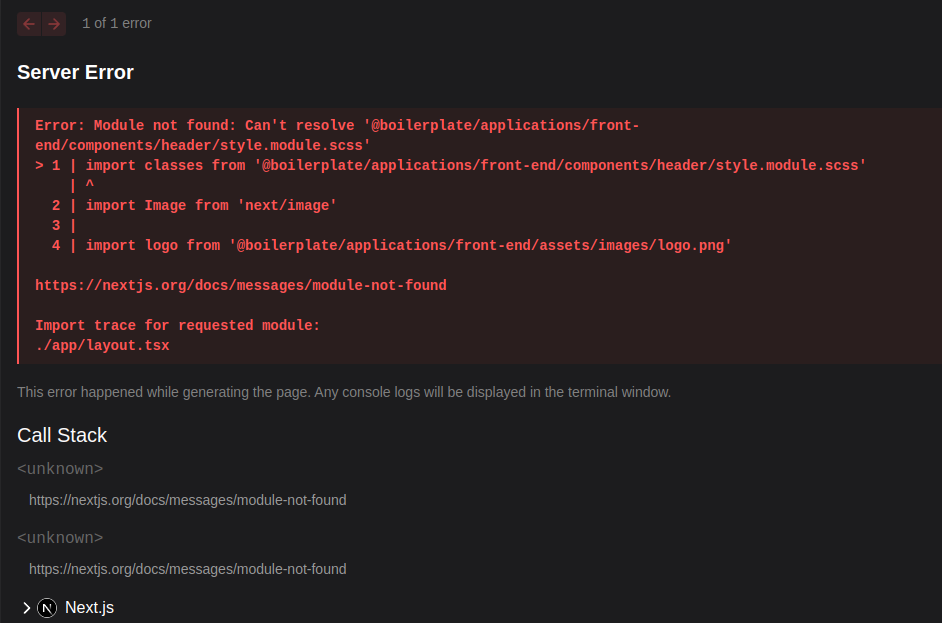 1 of 1 error
Server Error
Error: Module not found: Can't resolve '@boilerplate/applications/front-
end/components/header/style.module.scss'
> 1 | import classes from '@boilerplate/applications/front-end/components/header/style.module.scss'
    | ^
  2 | import Image from 'next/image'
  3 |
  4 | import logo from '@boilerplate/applications/front-end/assets/images/logo.png'
https://nextjs.org/docs/messages/module-not-found
Import trace for requested module:
./app/layout.tsx
This error happened while generating the page. Any console logs will be displayed in the terminal window.
Call Stack
<unknown>
https://nextjs.org/docs/messages/module-not-found
<unknown>
https://nextjs.org/docs/messages/module-not-found
N Next.js